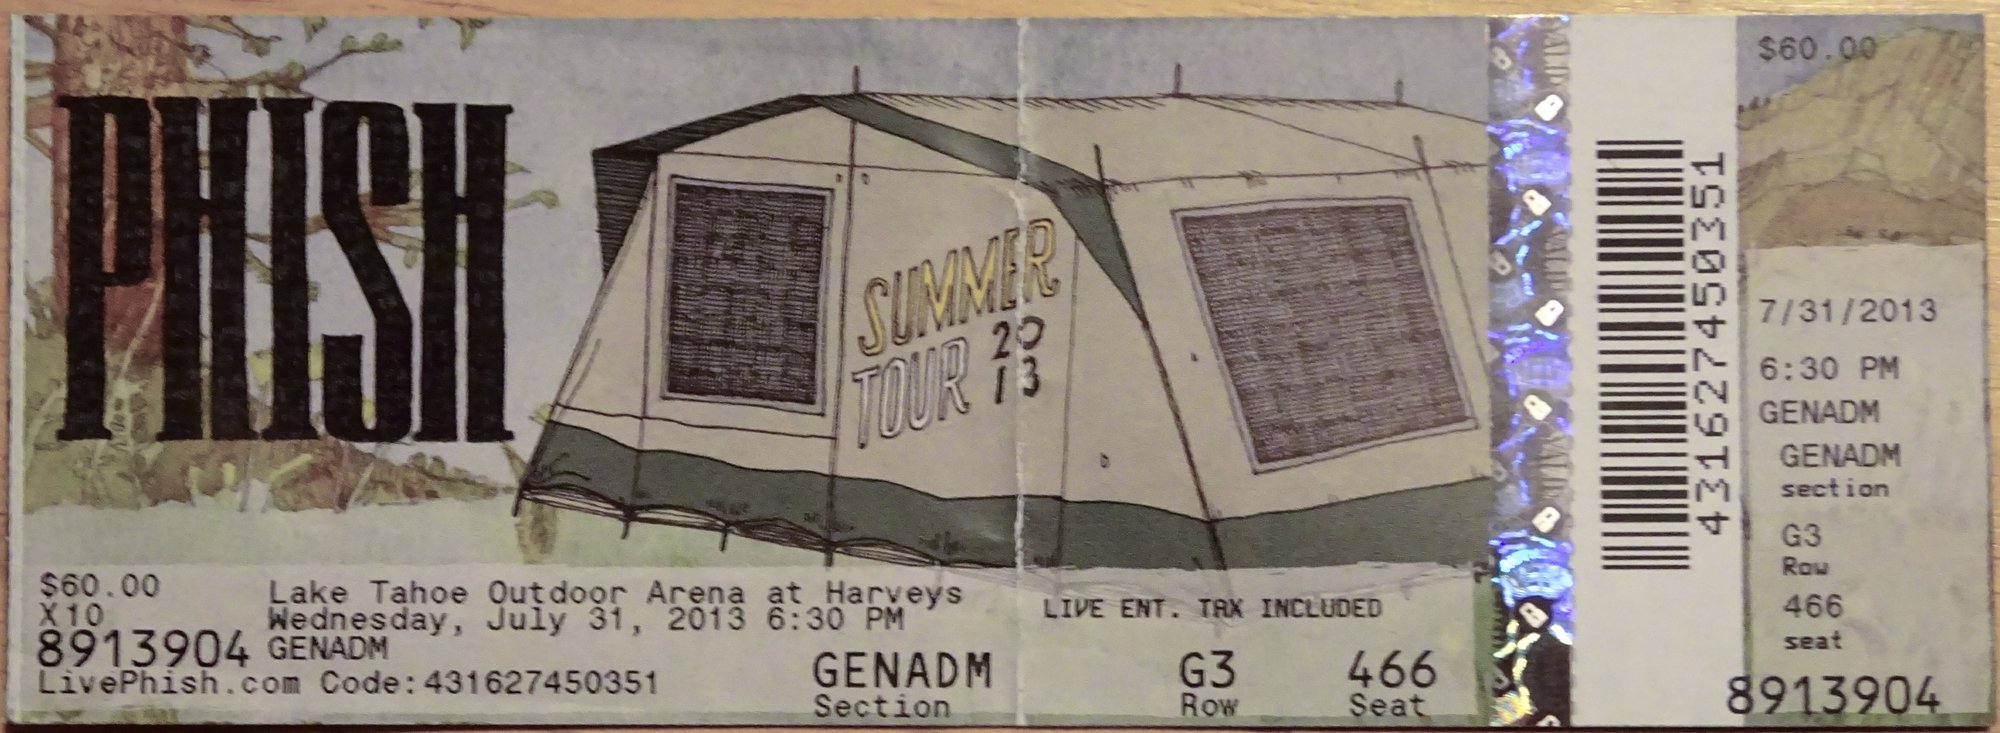 PHISH
SUMMER
TOUR
20
13
$60.00
X10
8913904
Lake Tahoe Outdoor Arena at Harveys
Wednesday, July 31, 2013 6:30 PM
GENADM
LivePhish.com Code:431627450351
LIVE ENT. TAX INCLUDED
GENADM
Section
G3
Row
466
Seat
VALID
431627450351
$60.00
7/31/2013
6:30 PM
GENADM
GENADM
section
G3
Row
466
seat
8913904